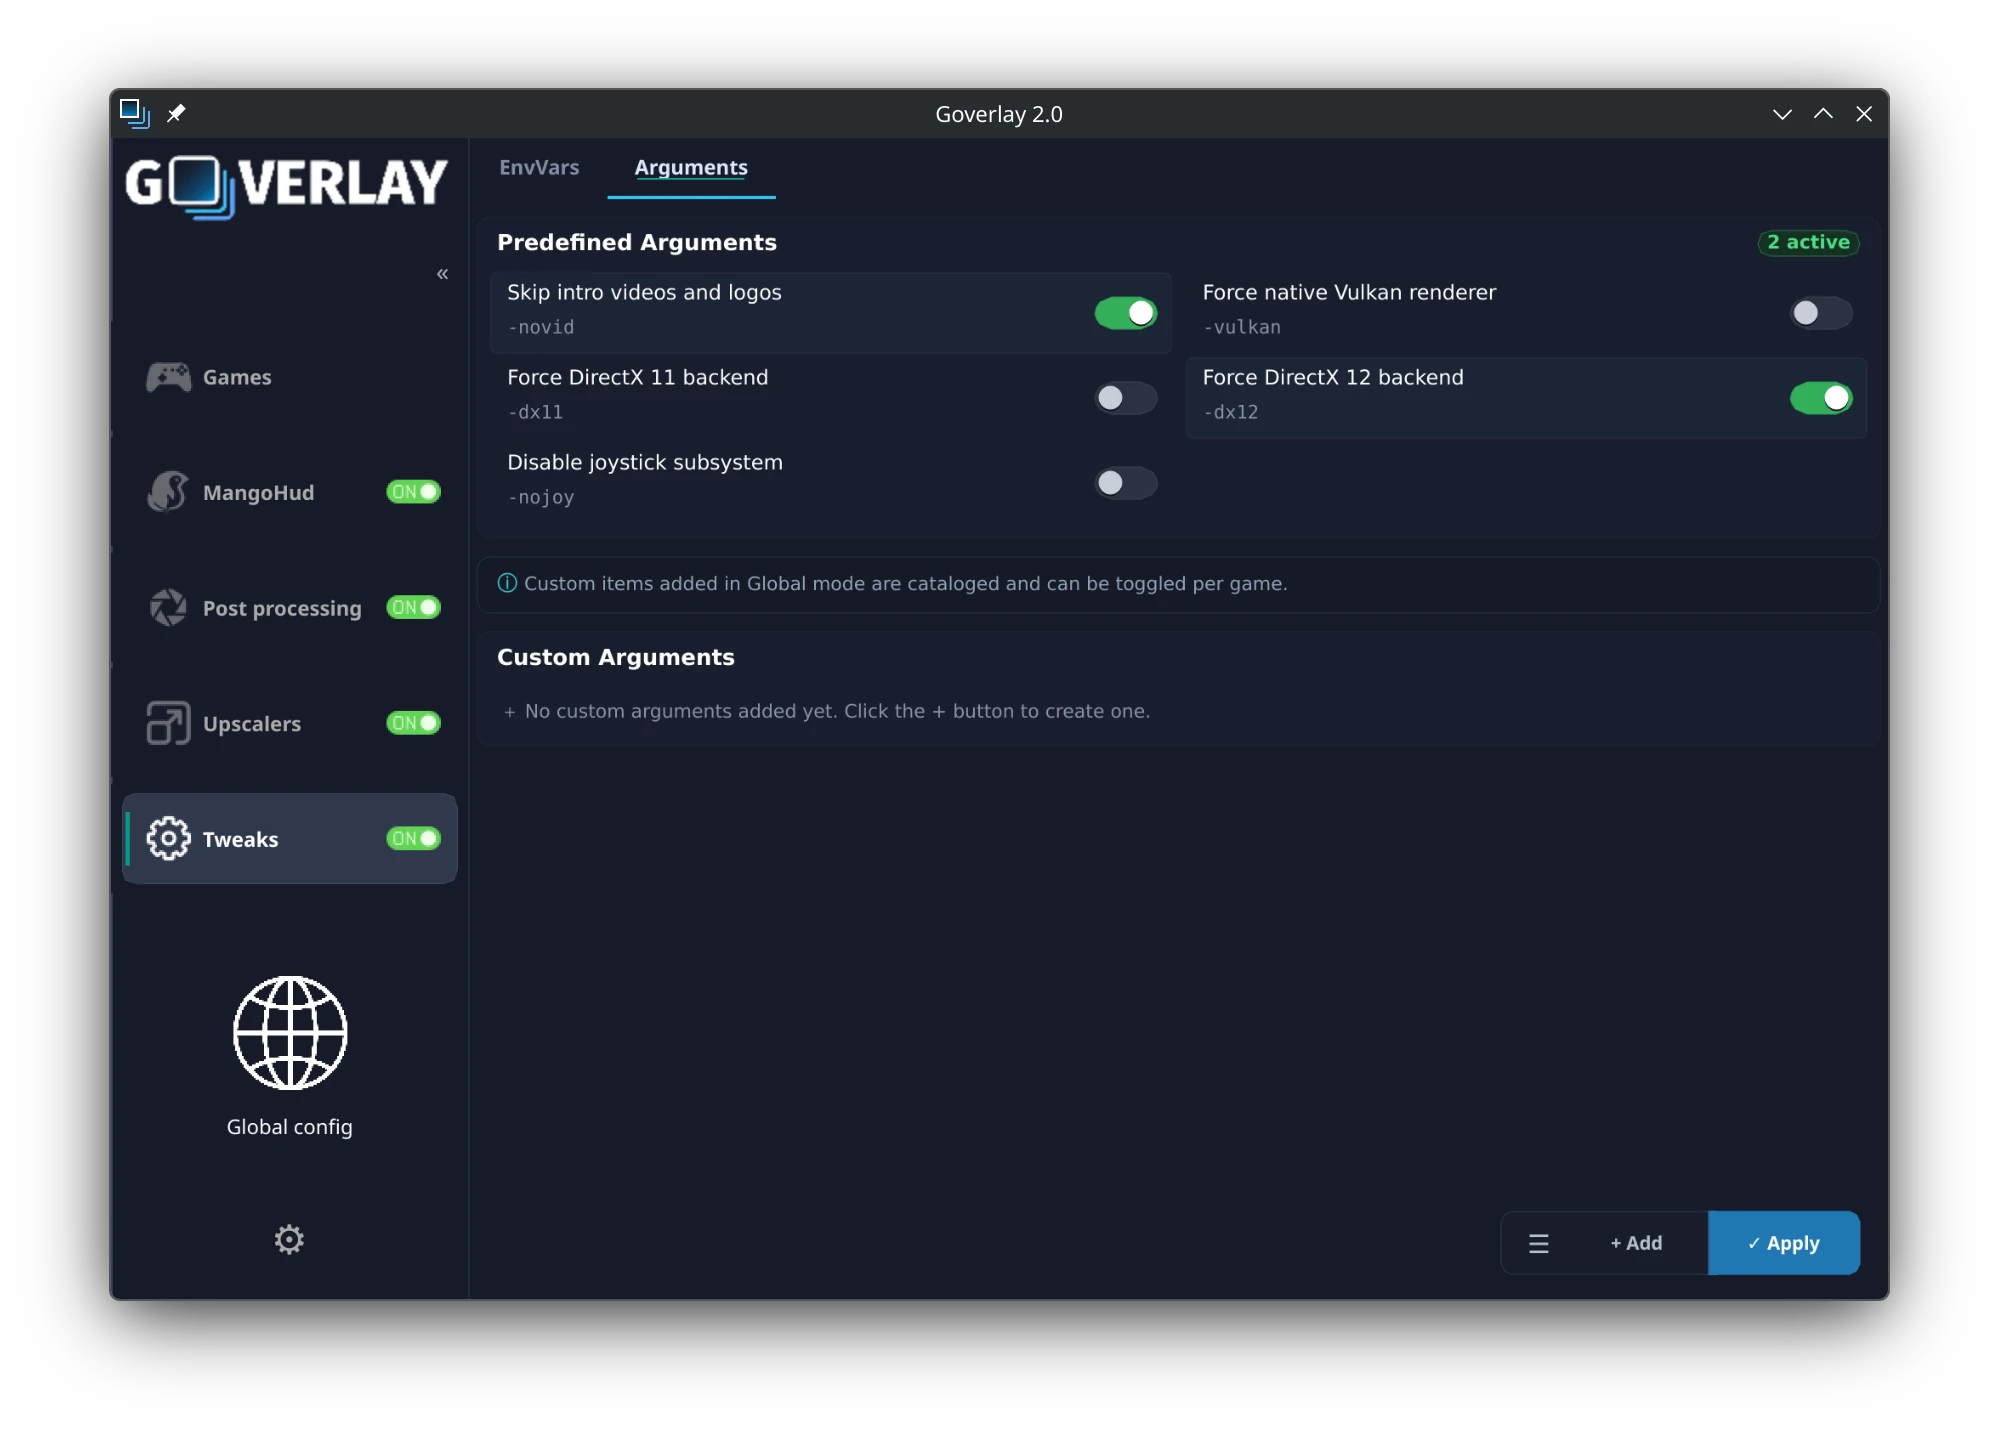 Goverlay 2.0
GOVERLAY
«
Games
MangoHud
ON
Post processing
ON
Upscalers
ON
Tweaks
ON
Global config
EnvVars
Arguments
Predefined Arguments
2 active
Skip intro videos and logos
-novid
Force native Vulkan renderer
-vulkan
Force DirectX 11 backend
-dx11
Force DirectX 12 backend
-dx12
Disable joystick subsystem
-nojoy
ⓘ Custom items added in Global mode are cataloged and can be toggled per game.
Custom Arguments
+ No custom arguments added yet. Click the + button to create one.
☰
+ Add
✓ Apply